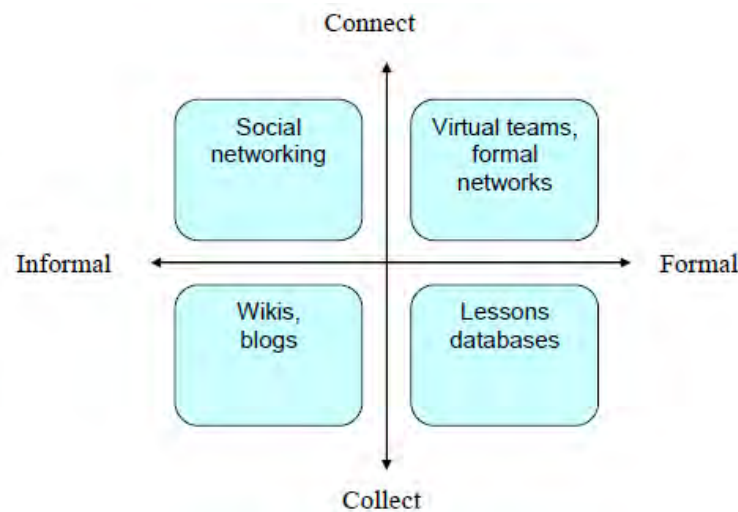 Connect
Social
networking
Virtual teams,
formal
networks
Informal
Formal
Wikis,
blogs
Lessons
databases
Collect